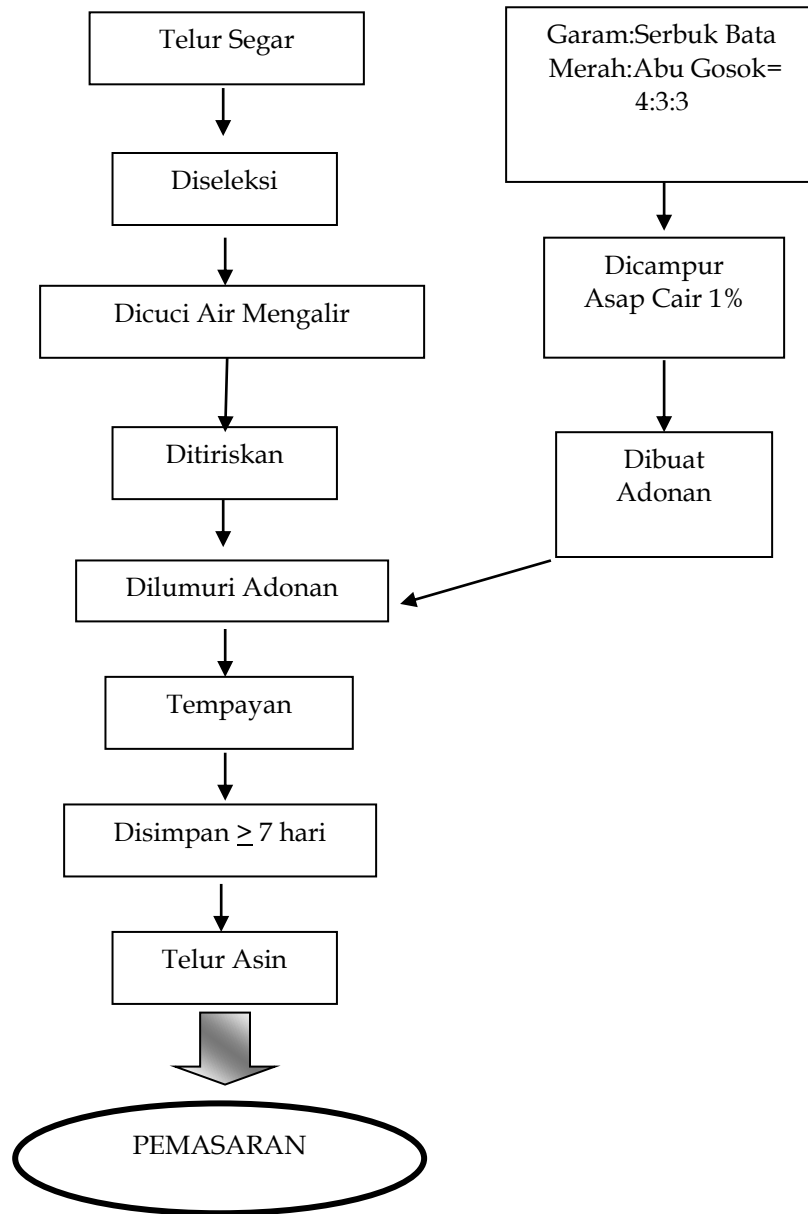 Telur Segar
Diseleksi
Dicuci Air Mengalir
Ditiriskan
Dilumuri Adonan
Tempayan
Disimpan ≥ 7 hari
Telur Asin
PEMASARAN
Garam:Serbuk Bata
Merah:Abu Gosok=
4:3:3
Dicampur
Asap Cair 1%
Dibuat
Adonan